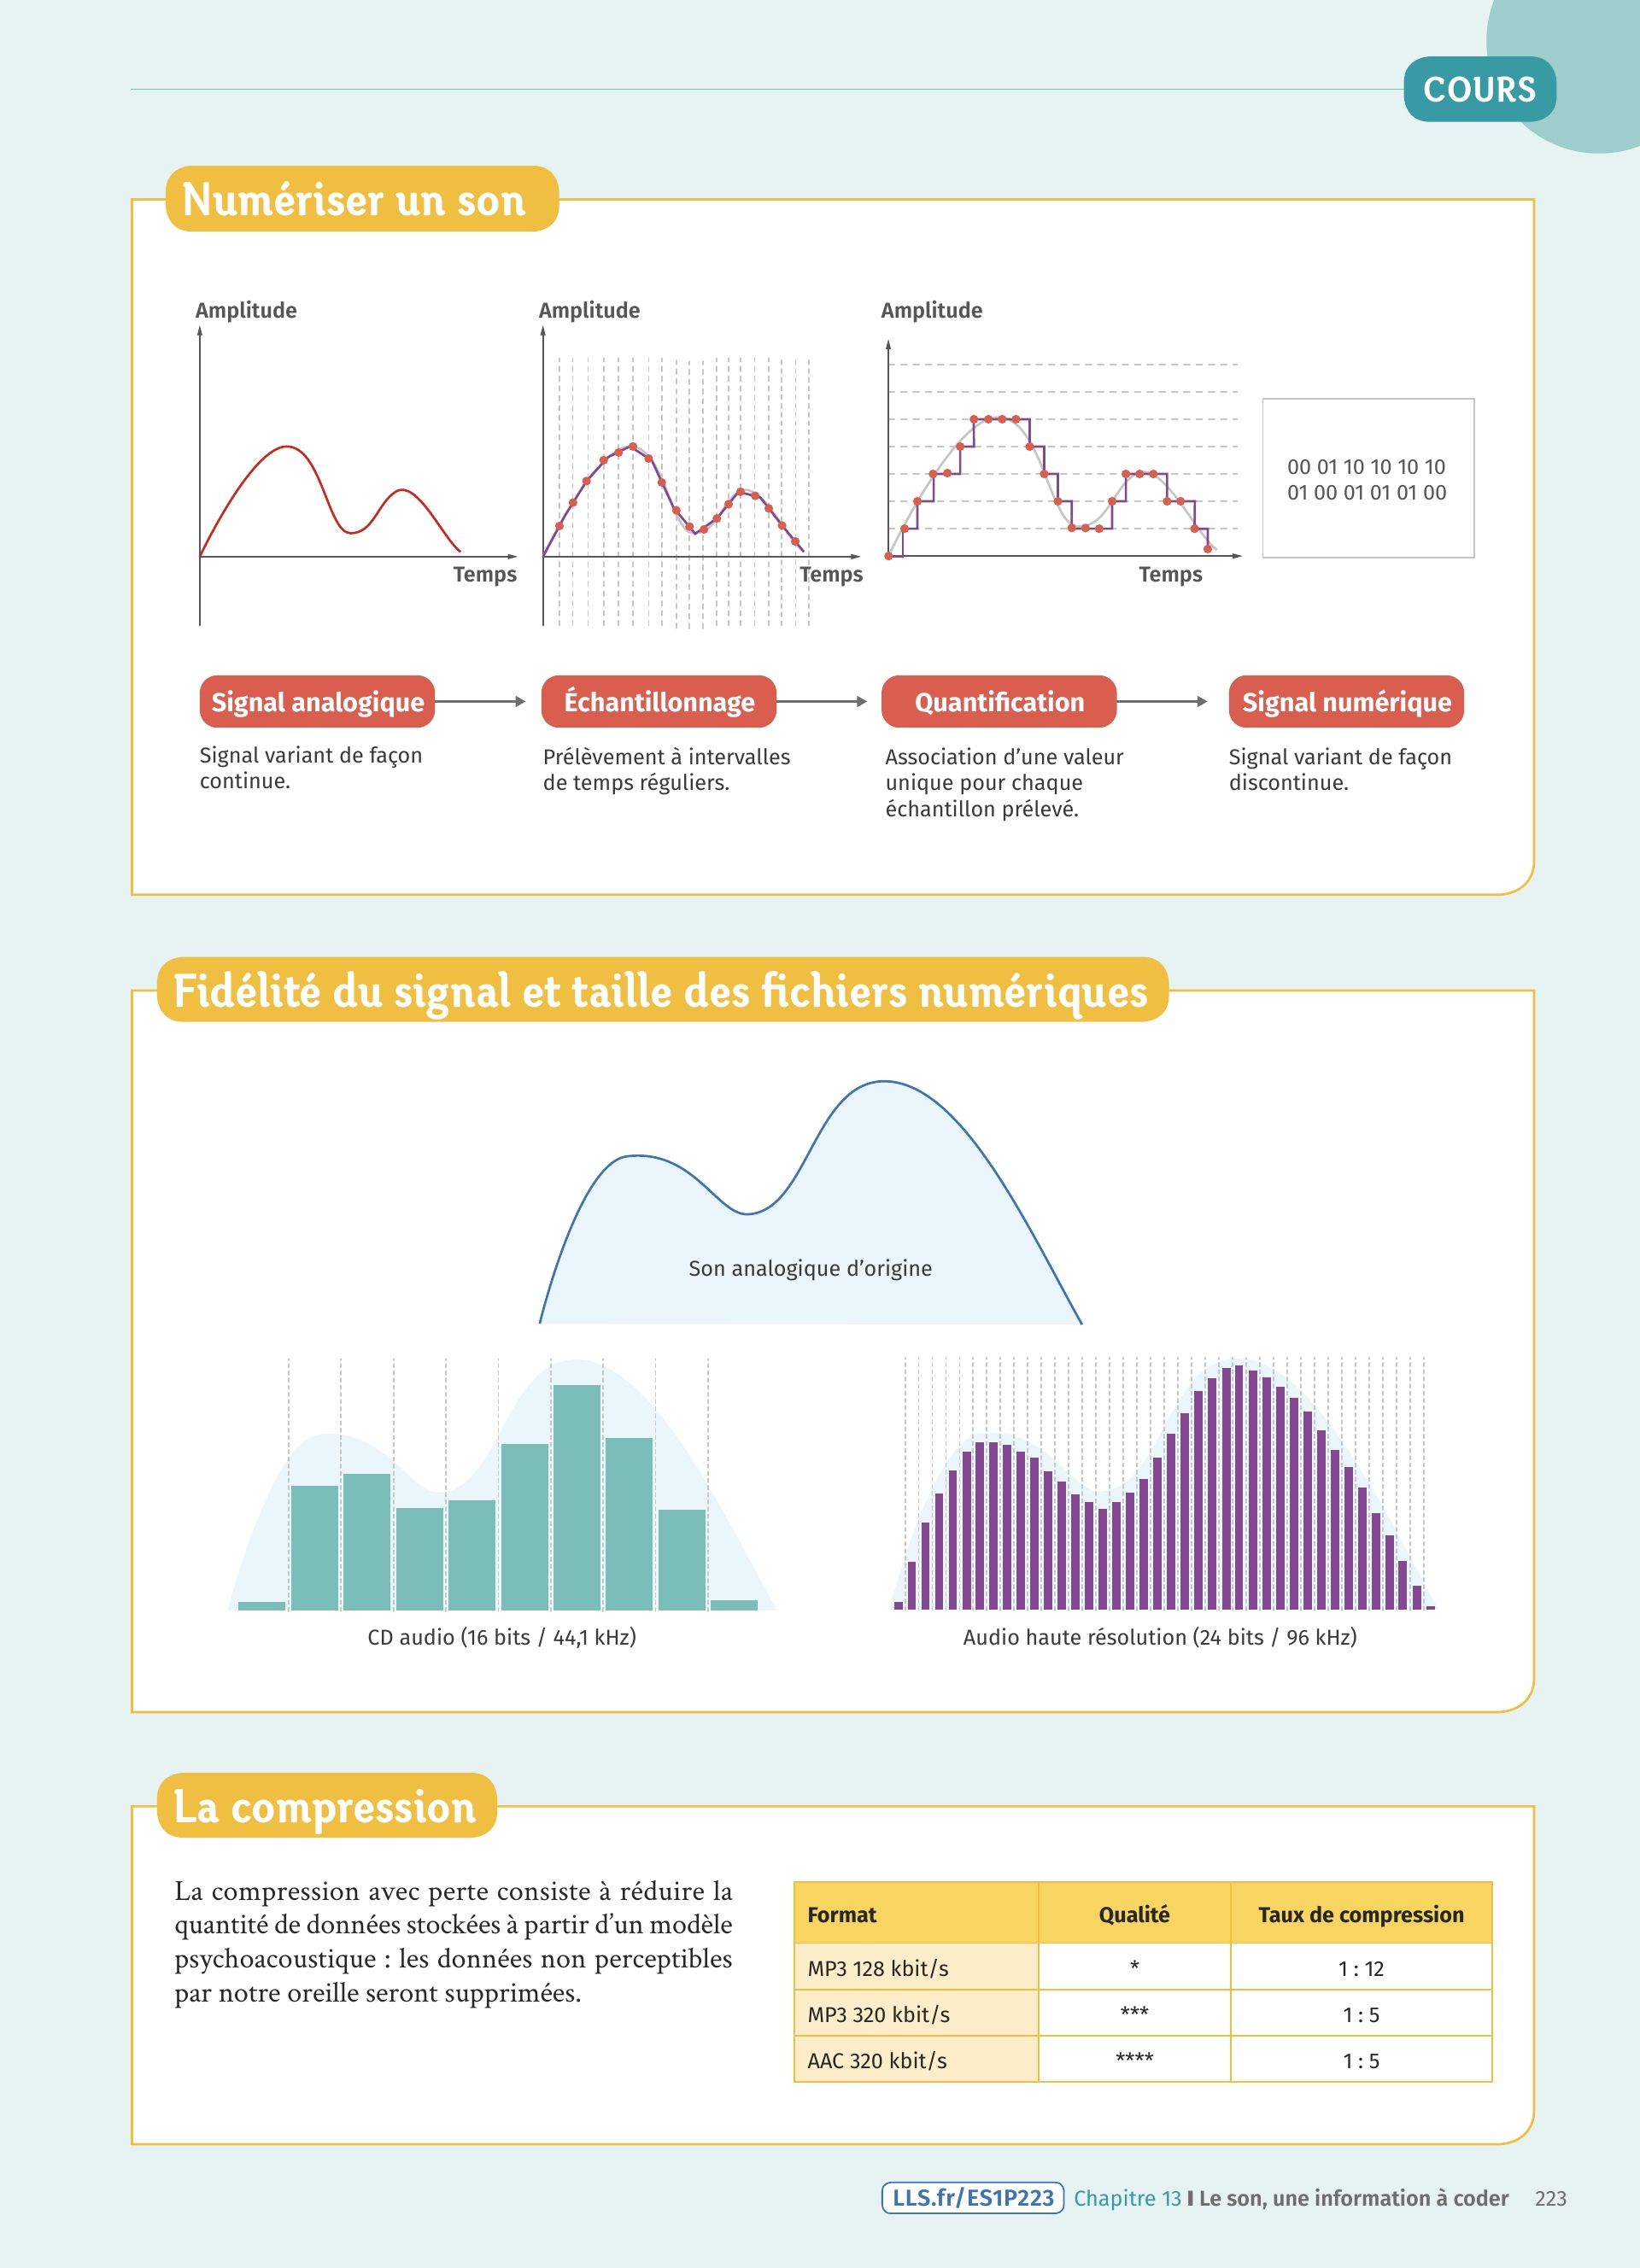 COURS
Numériser un son
Amplitude
Temps
Amplitude
Temps
Amplitude
Temps
00 01 10 10 10 10
01 00 01 01 01 00
Signal analogique
Signal variant de façon
continue.
Échantillonnage
Prélèvement à intervalles
de temps réguliers.
Quantification
Association d’une valeur
unique pour chaque
échantillon prélevé.
Signal numérique
Signal variant de façon
discontinue.
Fidélité du signal et taille des fichiers numériques
Son analogique d’origine
CD audio (16 bits / 44,1 kHz)
Audio haute résolution (24 bits / 96 kHz)
La compression
La compression avec perte consiste à réduire la
quantité de données stockées à partir d’un modèle
psychoacoustique : les données non perceptibles
par notre oreille seront supprimées.
Format Qualité Taux de compression
MP3 128 kbit/s * 1 : 12
MP3 320 kbit/s *** 1 : 5
AAC 320 kbit/s **** 1 : 5
LLS.fr/ES1P223 Chapitre 13 I Le son, une information à coder 223